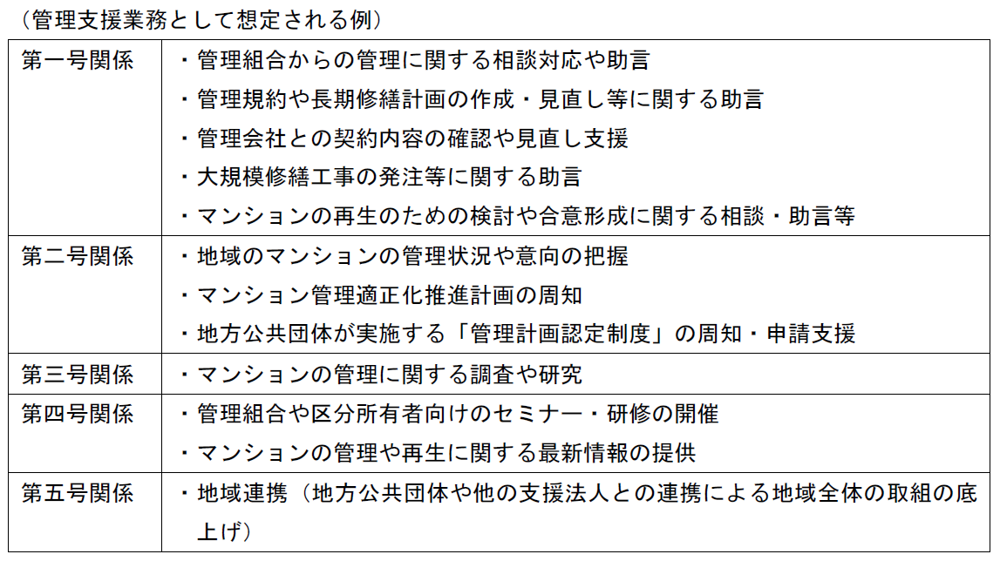 （管理支援業務として想定される例）
第一号関係
・管理組合からの管理に関する相談対応や助言
・管理規約や長期修繕計画の作成・見直し等に関する助言
・管理会社との契約内容の確認や見直し支援
・大規模修繕工事の発注等に関する助言
・マンションの再生のための検討や合意形成に関する相談・助言等
第二号関係
・地域のマンションの管理状況や意向の把握
・マンション管理適正化推進計画の周知
・地方公共団体が実施する「管理計画認定制度」の周知・申請支援
第三号関係
・マンションの管理に関する調査や研究
第四号関係
・管理組合や区分所有者向けのセミナー・研修の開催
・マンションの管理や再生に関する最新情報の提供
第五号関係
・地域連携（地方公共団体や他の支援法人との連携による地域全体の取組の底
上げ）